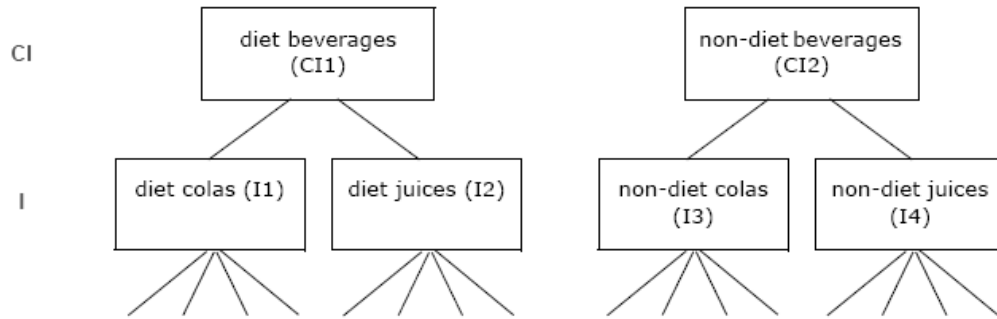 CI
diet beverages
(CI1)
non-diet beverages
(CI2)
I
diet colas (I1)
diet juices (I2)
non-diet colas
(I3)
non-diet juices
(I4)